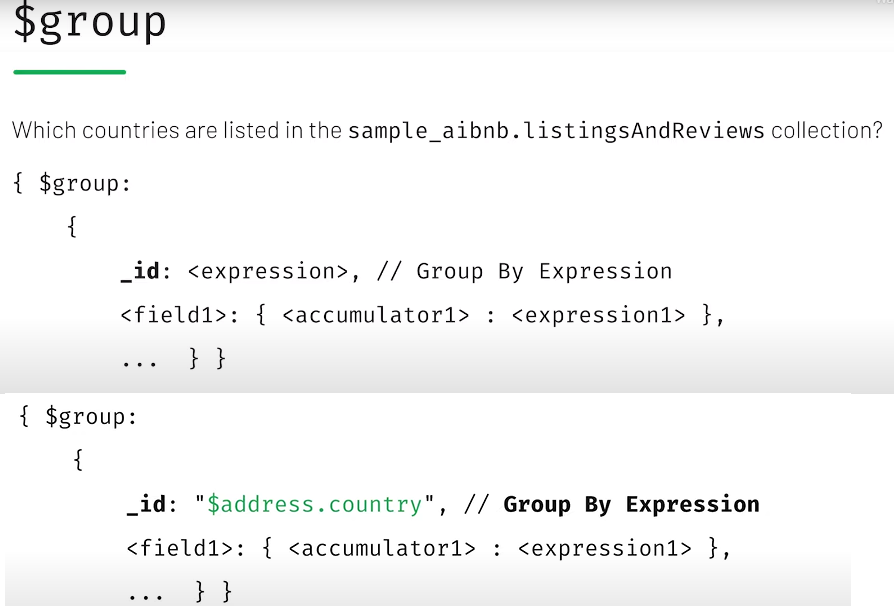 $group
Which countries are listed in the sample_aibnb.listingsAndReviews collection?
{ $group:
{
_id: <expression>, // Group By Expression
<field1>: { <accumulator1> : <expression1> },
... } }
{ $group:
{
_id: "$address.country", // Group By Expression
<field1>: { <accumulator1> : <expression1> },
... } }